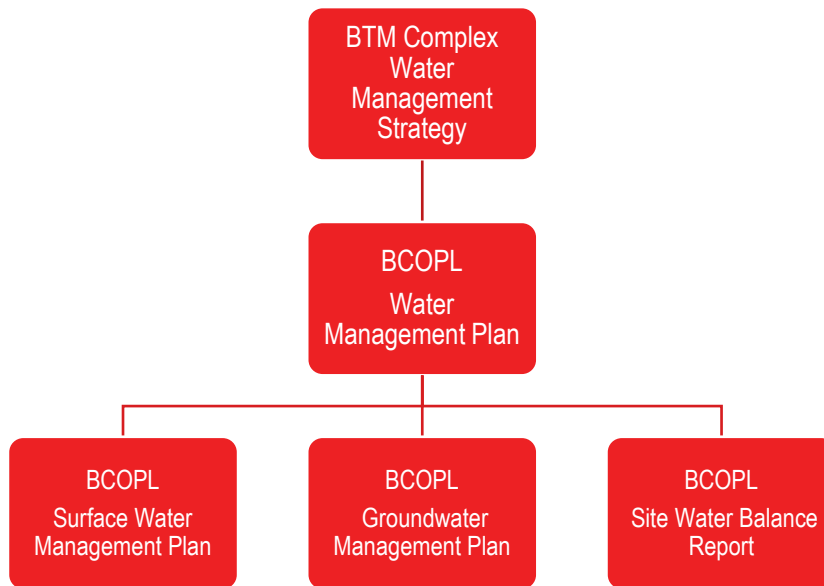 BTM Complex
Water
Management
Strategy
BCOPL
Water
Management Plan
BCOPL
Surface Water
Management Plan
BCOPL
Groundwater
Management Plan
BCOPL
Site Water Balance
Report